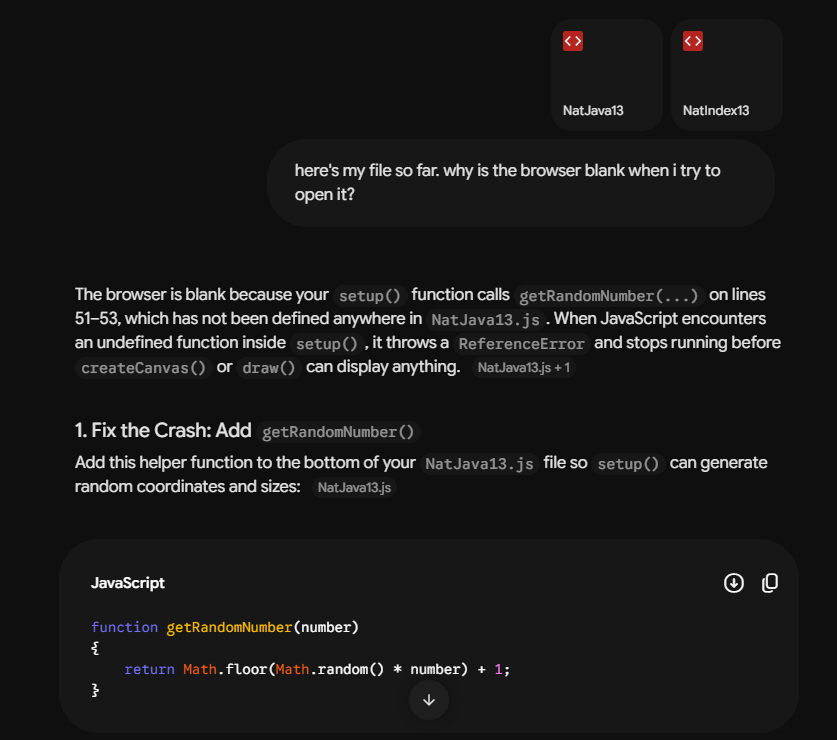 <>
<>
NatJava13
NatIndex13
here's my file so far. why is the browser blank when i try to
open it?
The browser is blank because your setup() function calls getRandomNumber(...) on lines
51–53, which has not been defined anywhere in NatJava13.js . When JavaScript encounters
an undefined function inside setup() , it throws a ReferenceError and stops running before
createCanvas() or draw() can display anything. NatJava13.js + 1
1. Fix the Crash: Add getRandomNumber()
Add this helper function to the bottom of your NatJava13.js file so setup() can generate
random coordinates and sizes: NatJava13.js
JavaScript
function getRandomNumber(number)
{
    return Math.floor(Math.random() * number) + 1;
}